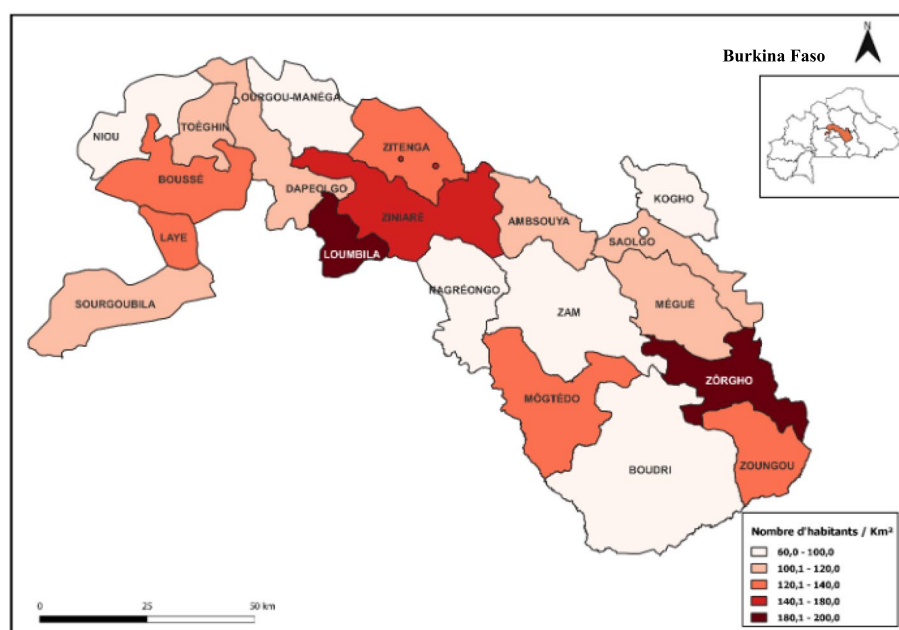 N
Burkina Faso
OURGOU-MANÉGA
NIOU
TOÈGHIN
ZITENGA
BOUSSÉ
DAPEOLGO
KOGHO
ZINIARÉ
AMBSOUYA
LAYE
SAOLGO
LOUMBILA
NAGRÉONGO
SOURGOUBILA
ZAM
MÉGUÉ
ZÔRGHO
MÔGTÉDO
BOUDRI
ZOUNGOU
Nombre d'habitants / Km²
60,0 - 100,0
100,1 - 120,0
120,1 - 140,0
140,1 - 180,0
180,1 - 200,0
0 25 50 km